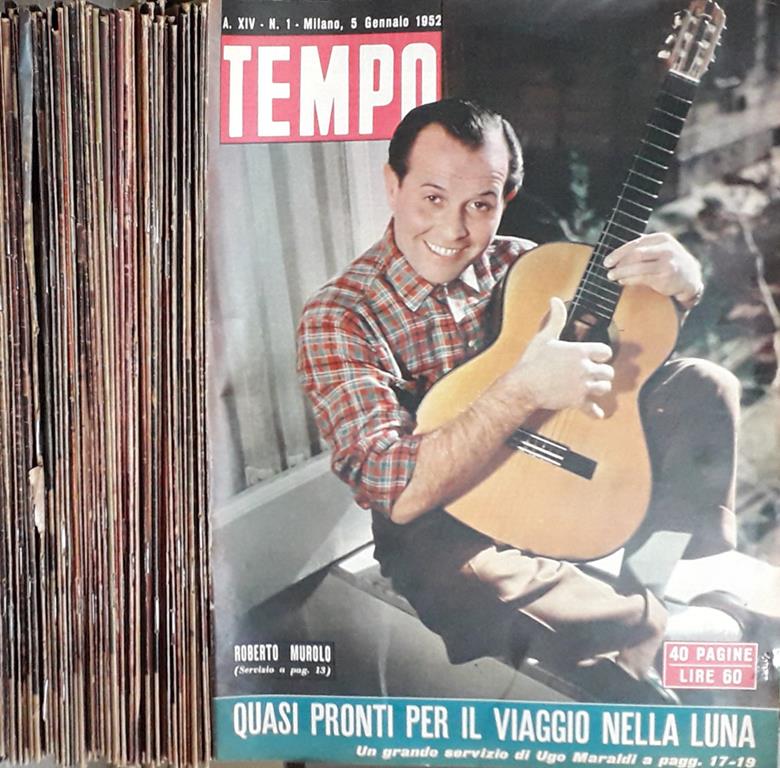 A. XIV - N. 1 - Milano, 5 Gennaio 1952
TEMPO
ROBERTO MUROLO
(Servizio a pag. 13)
40 PAGINE
LIRE 60
QUASI PRONTI PER IL VIAGGIO NELLA LUNA
Un grande servizio di Ugo Maraldi a pagg. 17-19